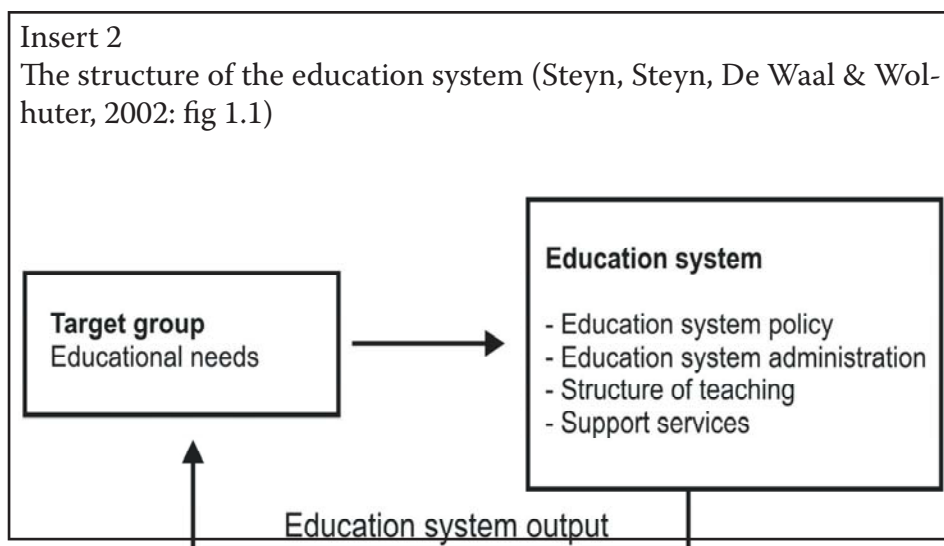 Insert 2
The structure of the education system (Steyn, Steyn, De Waal & Wol-
huter, 2002: fig 1.1)
Target group
Educational needs
Education system
- Education system policy
- Education system administration
- Structure of teaching
- Support services
Education system output